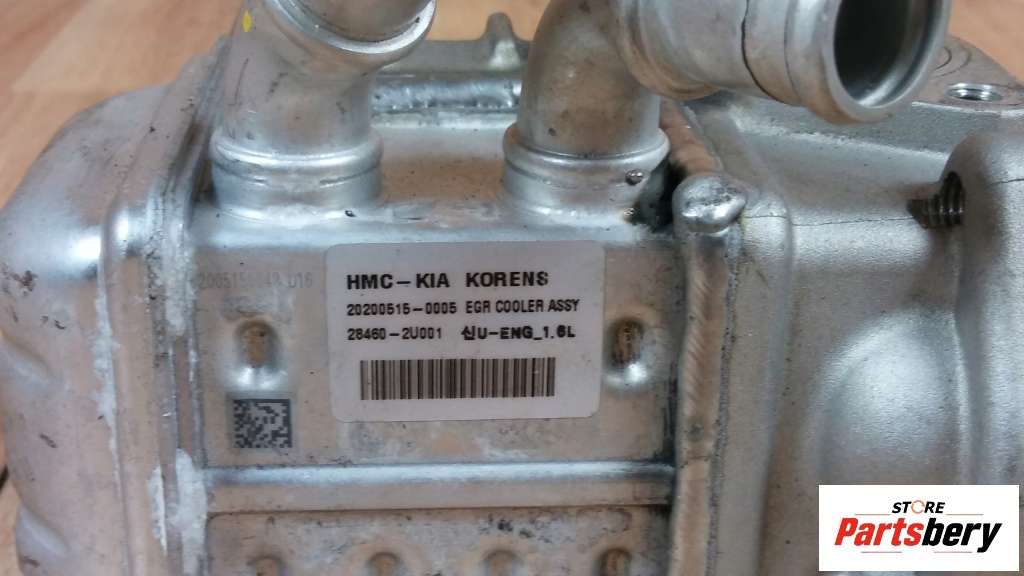 HMC-KIA KORENS
20200515-0005 EGR COOLER ASSY
28460-2U001 신U-ENG_1.6L
STORE
Partsbery